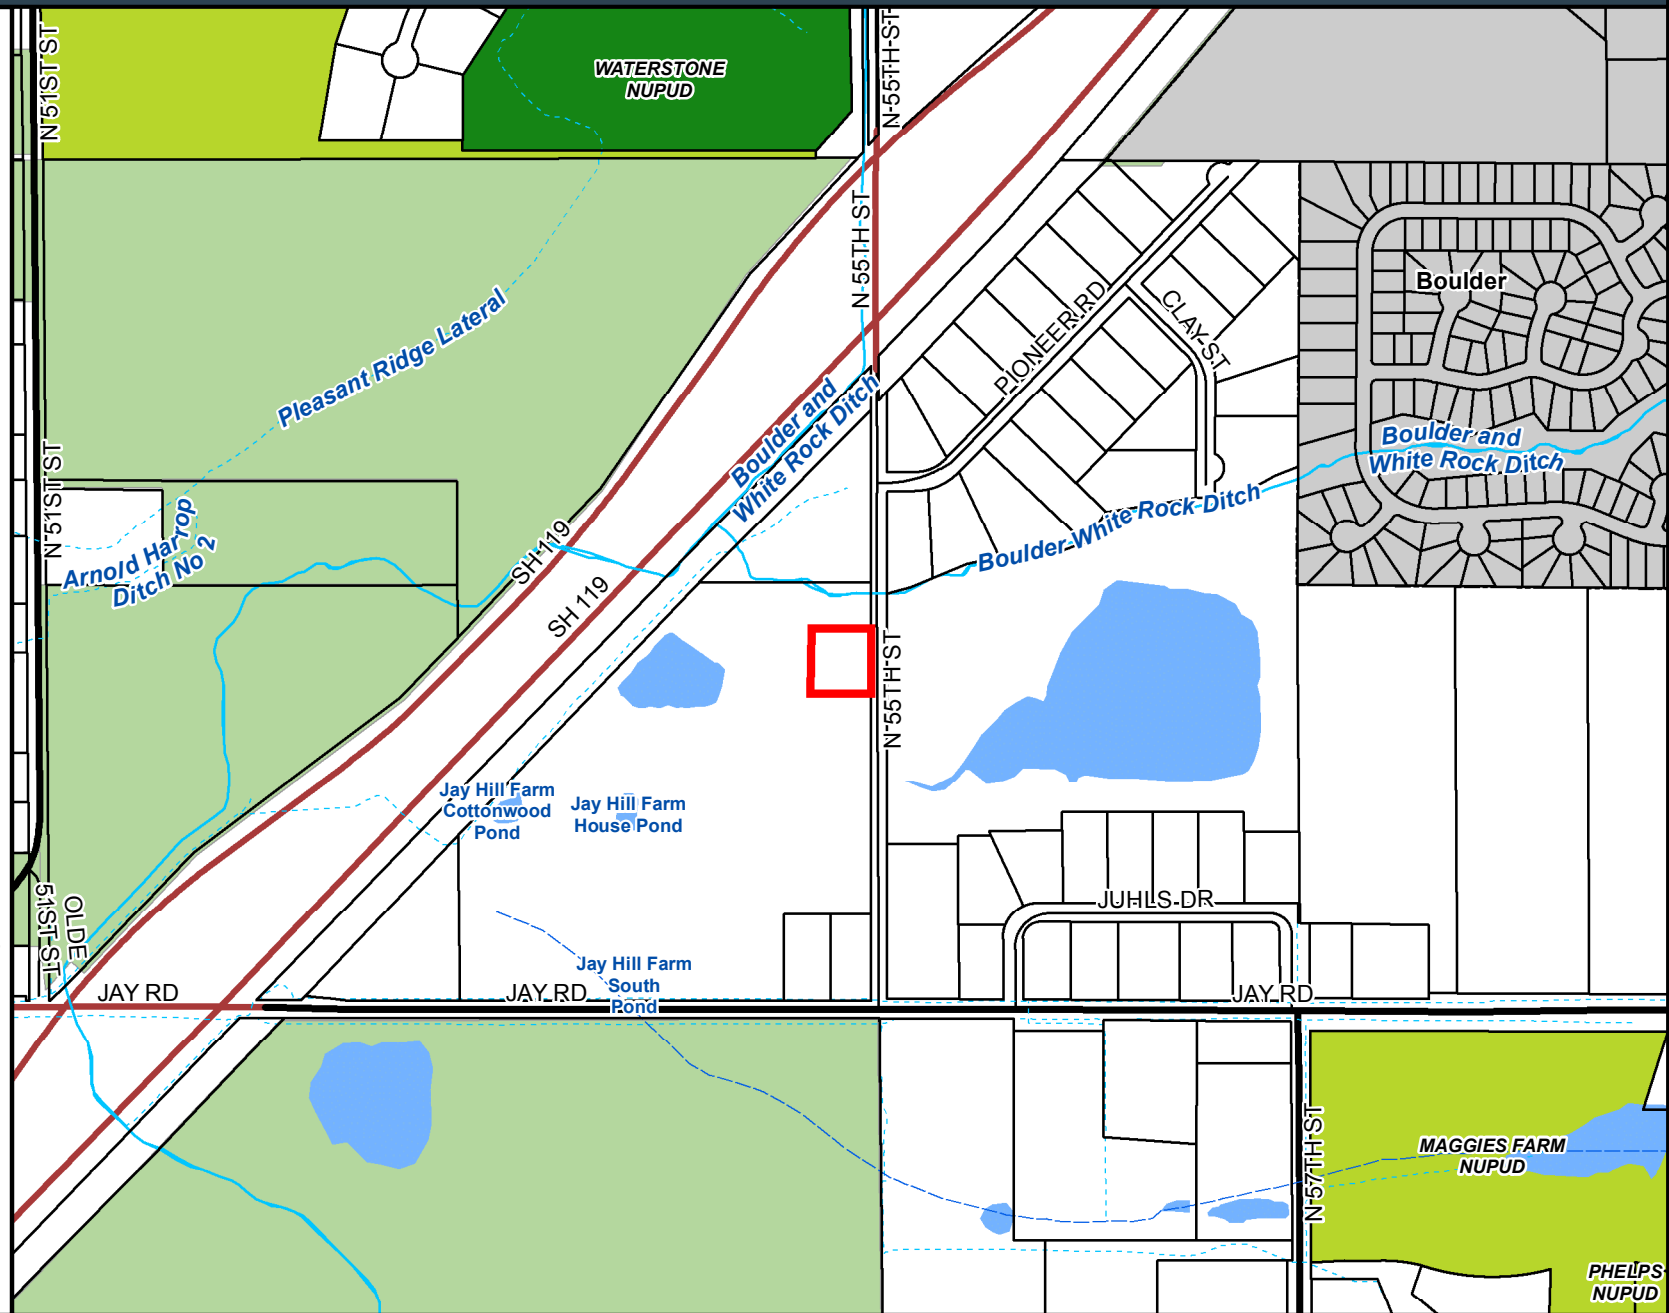 N 51ST ST
WATERSTONE
NUPUD
N 55TH ST
N 55TH ST
Boulder
PIONEER RD
CLAY ST
Pleasant Ridge Lateral
Boulder and
White Rock Ditch
Boulder and
White Rock Ditch
N 51ST ST
Arnold Harrop
Ditch No 2
SH 119
SH 119
Boulder White Rock Ditch
N 55TH ST
Jay Hill Farm
Cottonwood
Pond
Jay Hill Farm
House Pond
JUHLS DR
OLDE
51ST ST
Jay Hill Farm
South
Pond
JAY RD
JAY RD
JAY RD
N 57TH ST
MAGGIES FARM
NUPUD
PHELPS
NUPUD